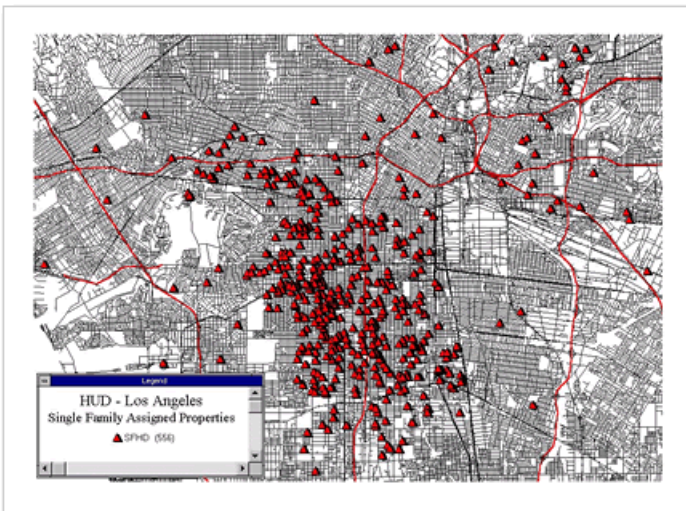 Legend
HUD - Los Angeles
Single Family Assigned Properties
SFHD (556)